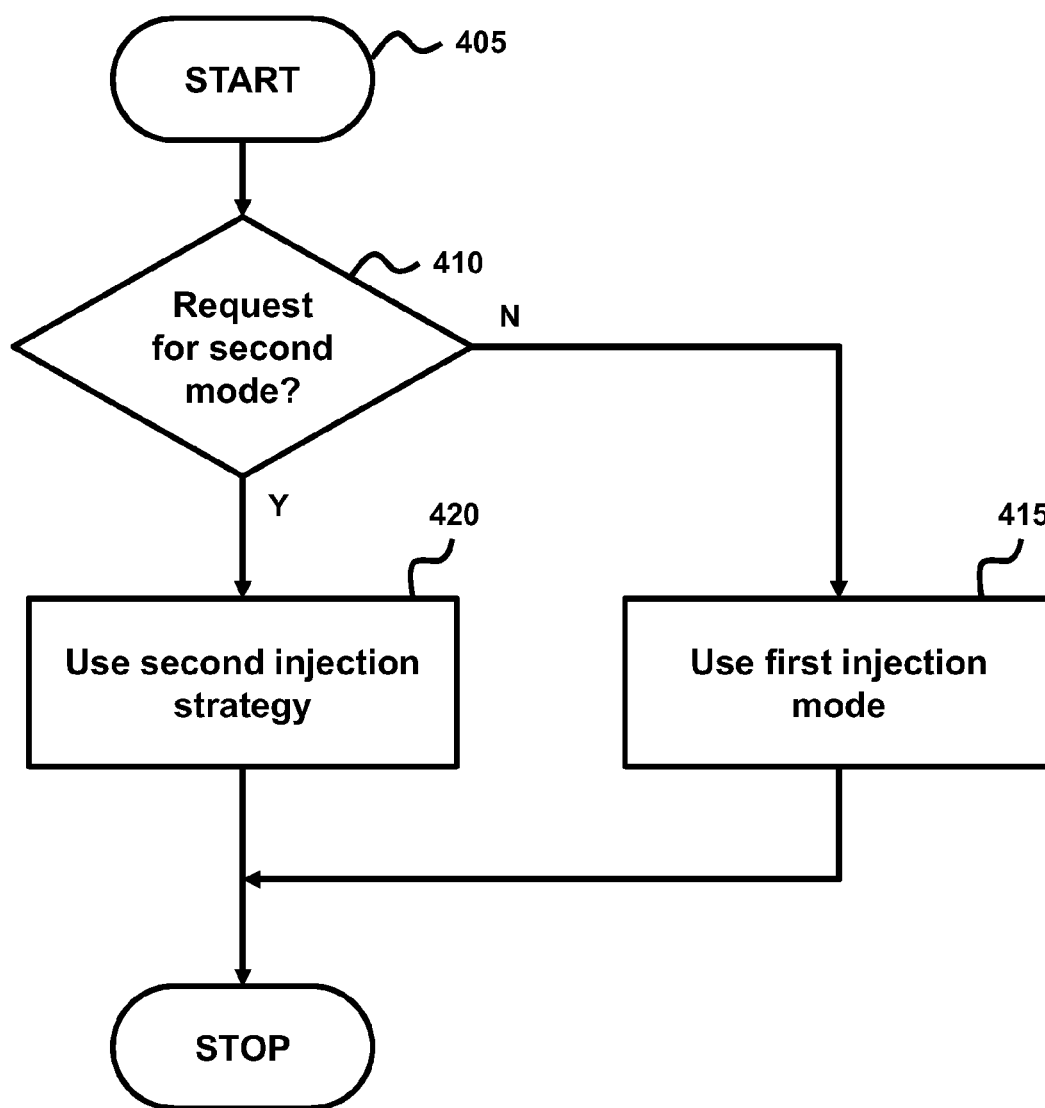 405
START
410
Request
for second
mode?
N
Y
420
415
Use second injection
strategy
Use first injection
mode
STOP